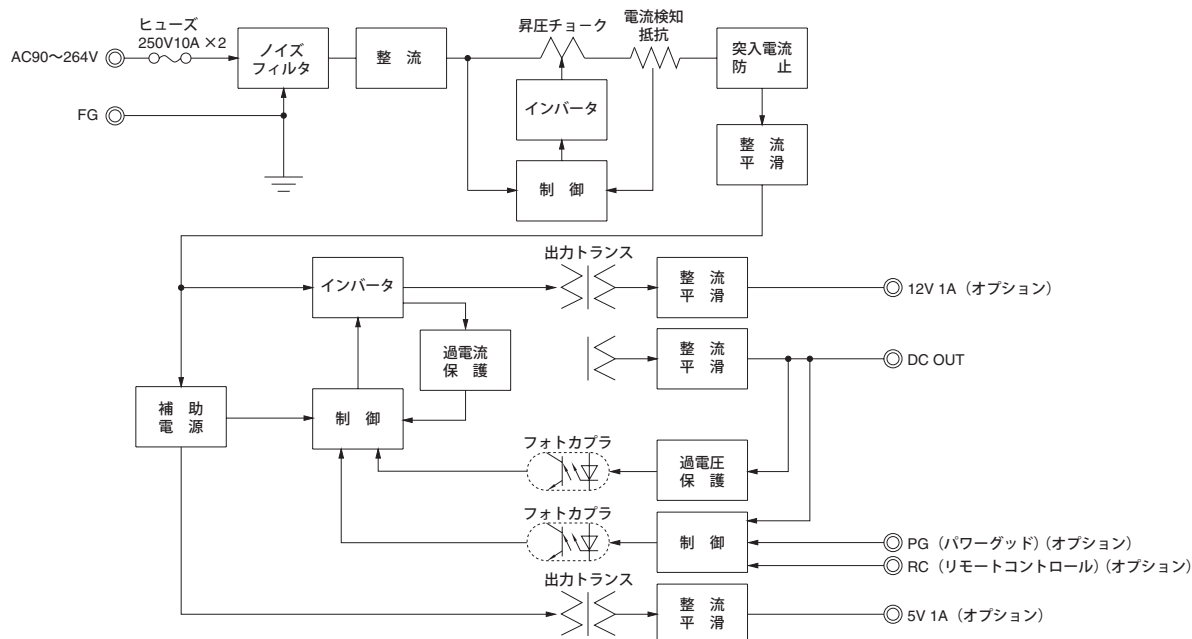 ヒューズ
250V10A ×2
昇圧チョーク
電流検知
抵抗
AC90〜264V
ノイズ
フィルタ
整 流
突入電流
防 止
FG
インバータ
制 御
整 流
平 滑
出力トランス
インバータ
整 流
平 滑
12V 1A（オプション）
過電流
保 護
整 流
平 滑
DC OUT
補 助
電 源
制 御
フォトカプラ
過電圧
保 護
フォトカプラ
制 御
PG（パワーグッド）（オプション）
RC（リモートコントロール）（オプション）
出力トランス
整 流
平 滑
5V 1A（オプション）